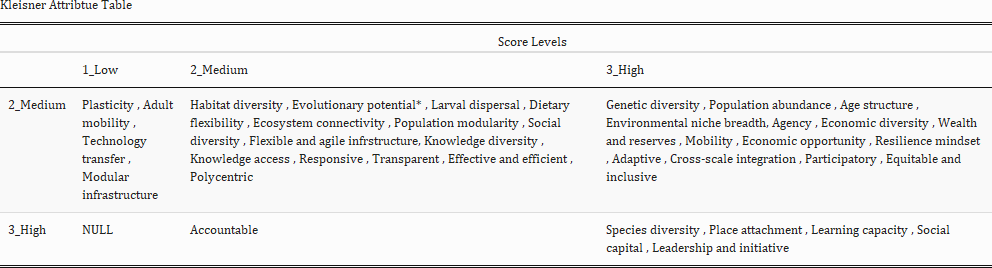 Kleisner Attribtue Table
Score Levels
1_Low 2_Medium 3_High
2_Medium Plasticity , Adult Habitat diversity , Evolutionary potential* , Larval dispersal , Dietary Genetic diversity , Population abundance , Age structure ,
mobility , flexibility , Ecosystem connectivity , Population modularity , Social Environmental niche breadth, Agency , Economic diversity , Wealth
Technology diversity , Flexible and agile infrstructure, Knowledge diversity , and reserves , Mobility , Economic opportunity , Resilience mindset
transfer , Knowledge access , Responsive , Transparent , Effective and efficient , , Adaptive , Cross-scale integration , Participatory , Equitable and
Modular Polycentric inclusive
infrastructure
3_High NULL Accountable Species diversity , Place attachment , Learning capacity , Social
capital , Leadership and initiative